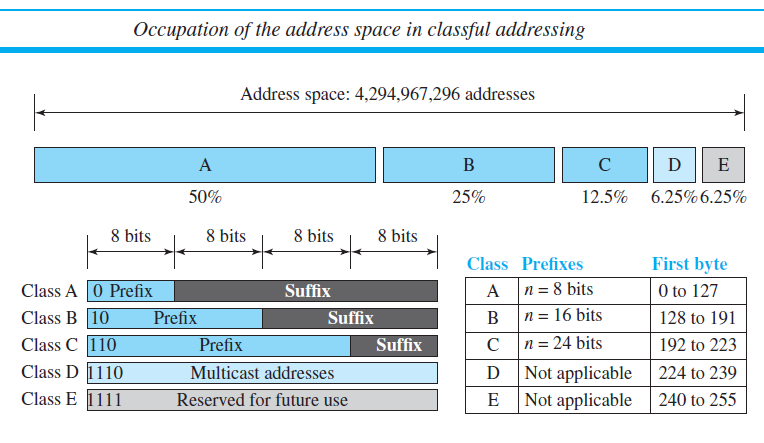 Occupation of the address space in classful addressing
Address space: 4,294,967,296 addresses
A B C D E
50% 25% 12.5% 6.25% 6.25%
8 bits 8 bits 8 bits 8 bits
Class A 0 Prefix Suffix
Class B 10 Prefix Suffix
Class C 110 Prefix Suffix
Class D 1110 Multicast addresses
Class E 1111 Reserved for future use
Class Prefixes First byte
A n = 8 bits 0 to 127
B n = 16 bits 128 to 191
C n = 24 bits 192 to 223
D Not applicable 224 to 239
E Not applicable 240 to 255